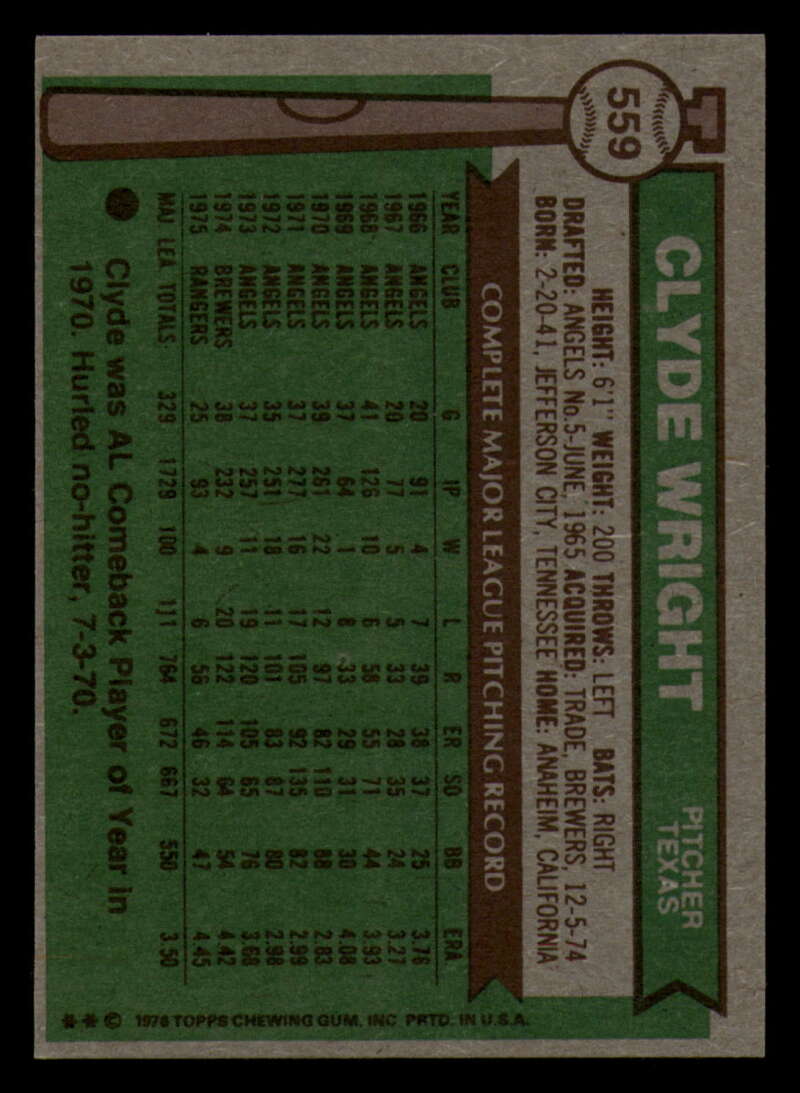 559
T
CLYDE WRIGHT
PITCHER
TEXAS
HEIGHT: 6'1" WEIGHT: 200 THROWS: LEFT BATS: RIGHT
DRAFTED: ANGELS No.5-JUNE, 1965 ACQUIRED: TRADE, BREWERS, 12-5-74
BORN: 2-20-41, JEFFERSON CITY, TENNESSEE HOME: ANAHEIM, CALIFORNIA
COMPLETE MAJOR LEAGUE PITCHING RECORD
YEAR CLUB G IP W L R ER SO BB ERA
1966 ANGELS 20 91 4 7 39 38 37 25 3.76
1967 ANGELS 20 77 5 5 33 28 35 24 3.27
1968 ANGELS 41 126 10 6 58 55 71 44 3.93
1969 ANGELS 37 64 1 8 33 29 31 30 4.08
1970 ANGELS 39 261 22 12 97 82 110 88 2.83
1971 ANGELS 37 277 16 17 105 92 135 82 2.99
1972 ANGELS 35 251 18 11 101 83 87 80 2.98
1973 ANGELS 37 257 11 19 120 105 65 76 3.68
1974 BREWERS 38 232 9 20 122 114 64 54 4.42
1975 RANGERS 25 93 4 6 56 46 32 47 4.45
MAJ LEA TOTALS 329 1729 100 111 764 672 667 550 3.50
Clyde was AL Comeback Player of Year in
1970. Hurled no-hitter, 7-3-70.
**© 1976 TOPPS CHEWING GUM, INC PRTD. IN U.S.A.